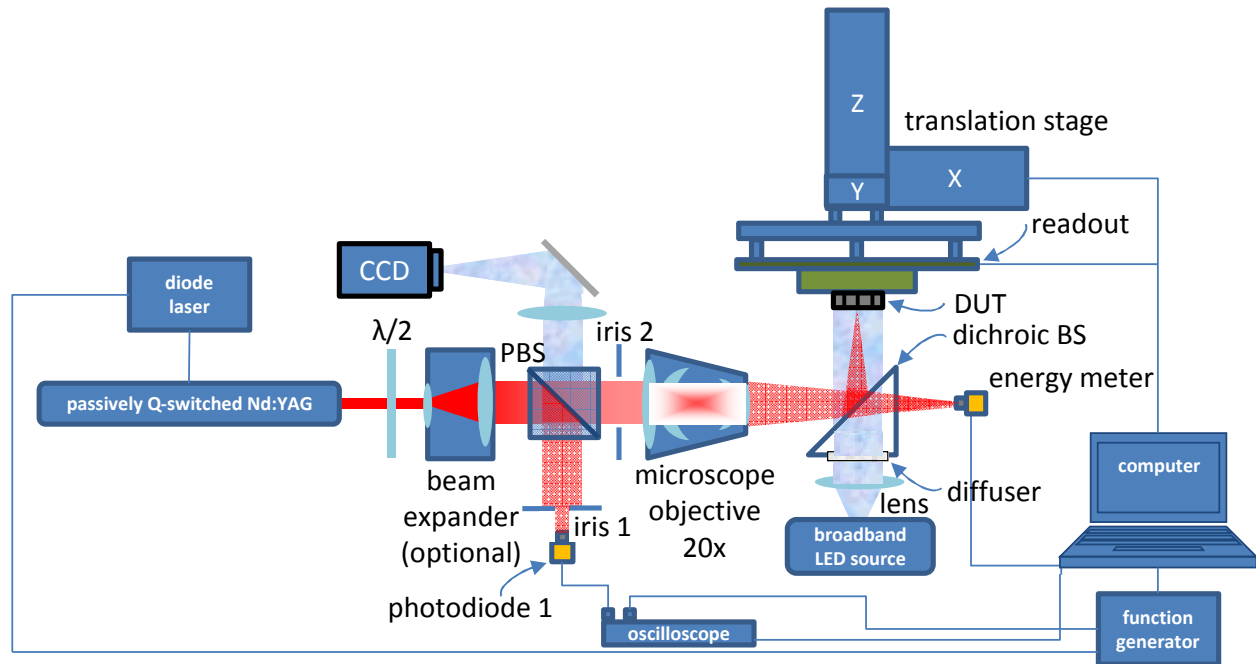 Z
translation stage
Y
X
readout
CCD
diode
laser
λ/2
PBS
iris 2
DUT
dichroic BS
energy meter
passively Q-switched Nd:YAG
beam
expander
(optional)
iris 1
microscope
objective
20x
lens
diffuser
computer
broadband
LED source
photodiode 1
oscilloscope
function
generator